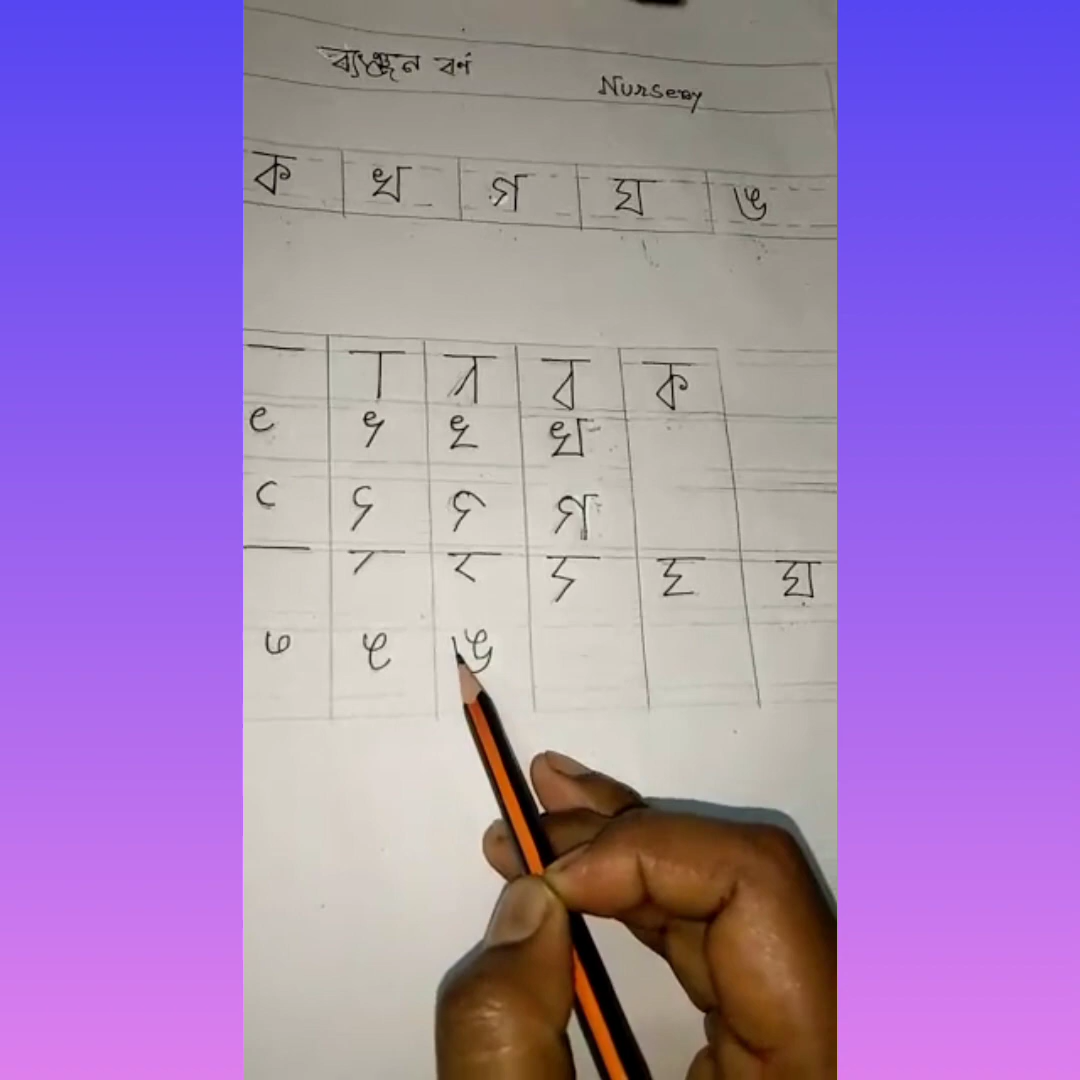 ব্যঞ্জন বর্ণ Nursery
ক খ গ ঘ ঙ
ব ক
খ
গ
ঘ
ঙ